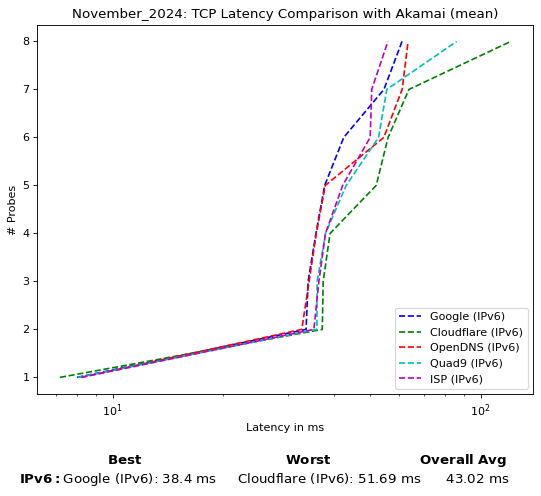 November_2024: TCP Latency Comparison with Akamai (mean)
8
7
6
5
4
3
2
1
# Probes
Google (IPv6)
Cloudflare (IPv6)
OpenDNS (IPv6)
Quad9 (IPv6)
ISP (IPv6)
10¹ 10²
Latency in ms
Best Worst Overall Avg
IPv6: Google (IPv6): 38.4 ms Cloudflare (IPv6): 51.69 ms 43.02 ms